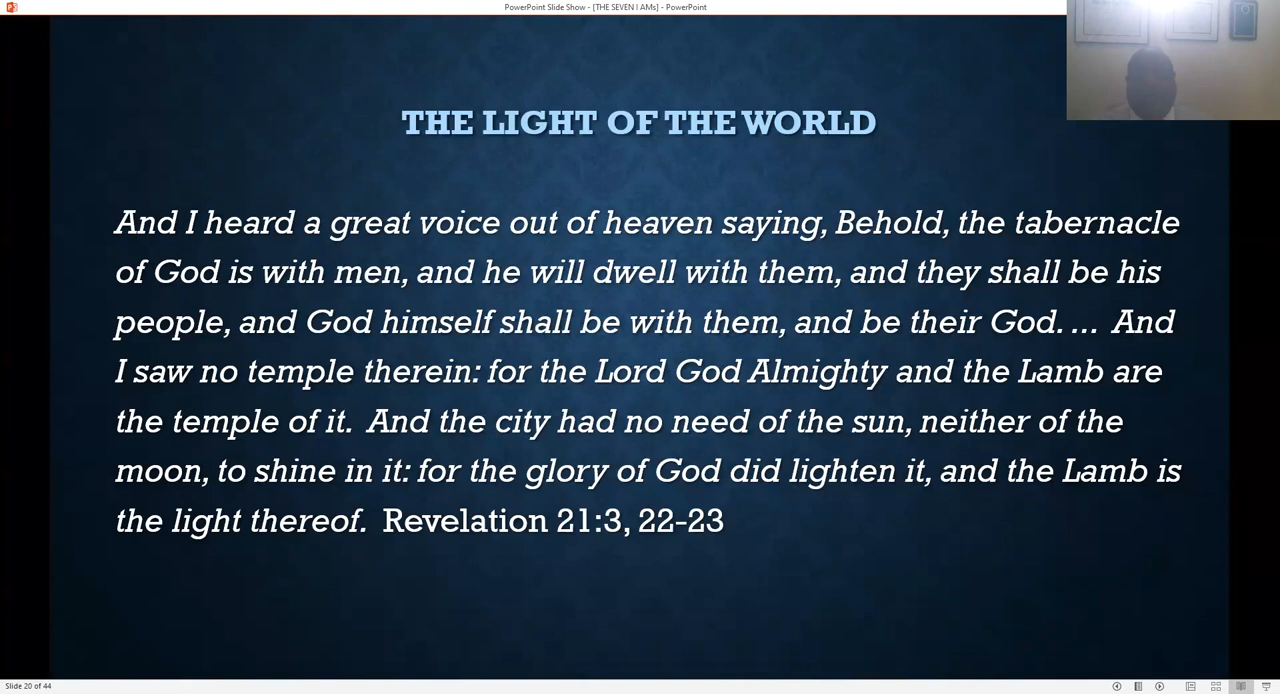 PowerPoint Slide Show - [THE SEVEN I AMs] - PowerPoint
THE LIGHT OF THE WORLD
And I heard a great voice out of heaven saying, Behold, the tabernacle
of God is with men, and he will dwell with them, and they shall be his
people, and God himself shall be with them, and be their God. ... And
I saw no temple therein: for the Lord God Almighty and the Lamb are
the temple of it. And the city had no need of the sun, neither of the
moon, to shine in it: for the glory of God did lighten it, and the Lamb is
the light thereof. Revelation 21:3, 22-23
Slide 20 of 44